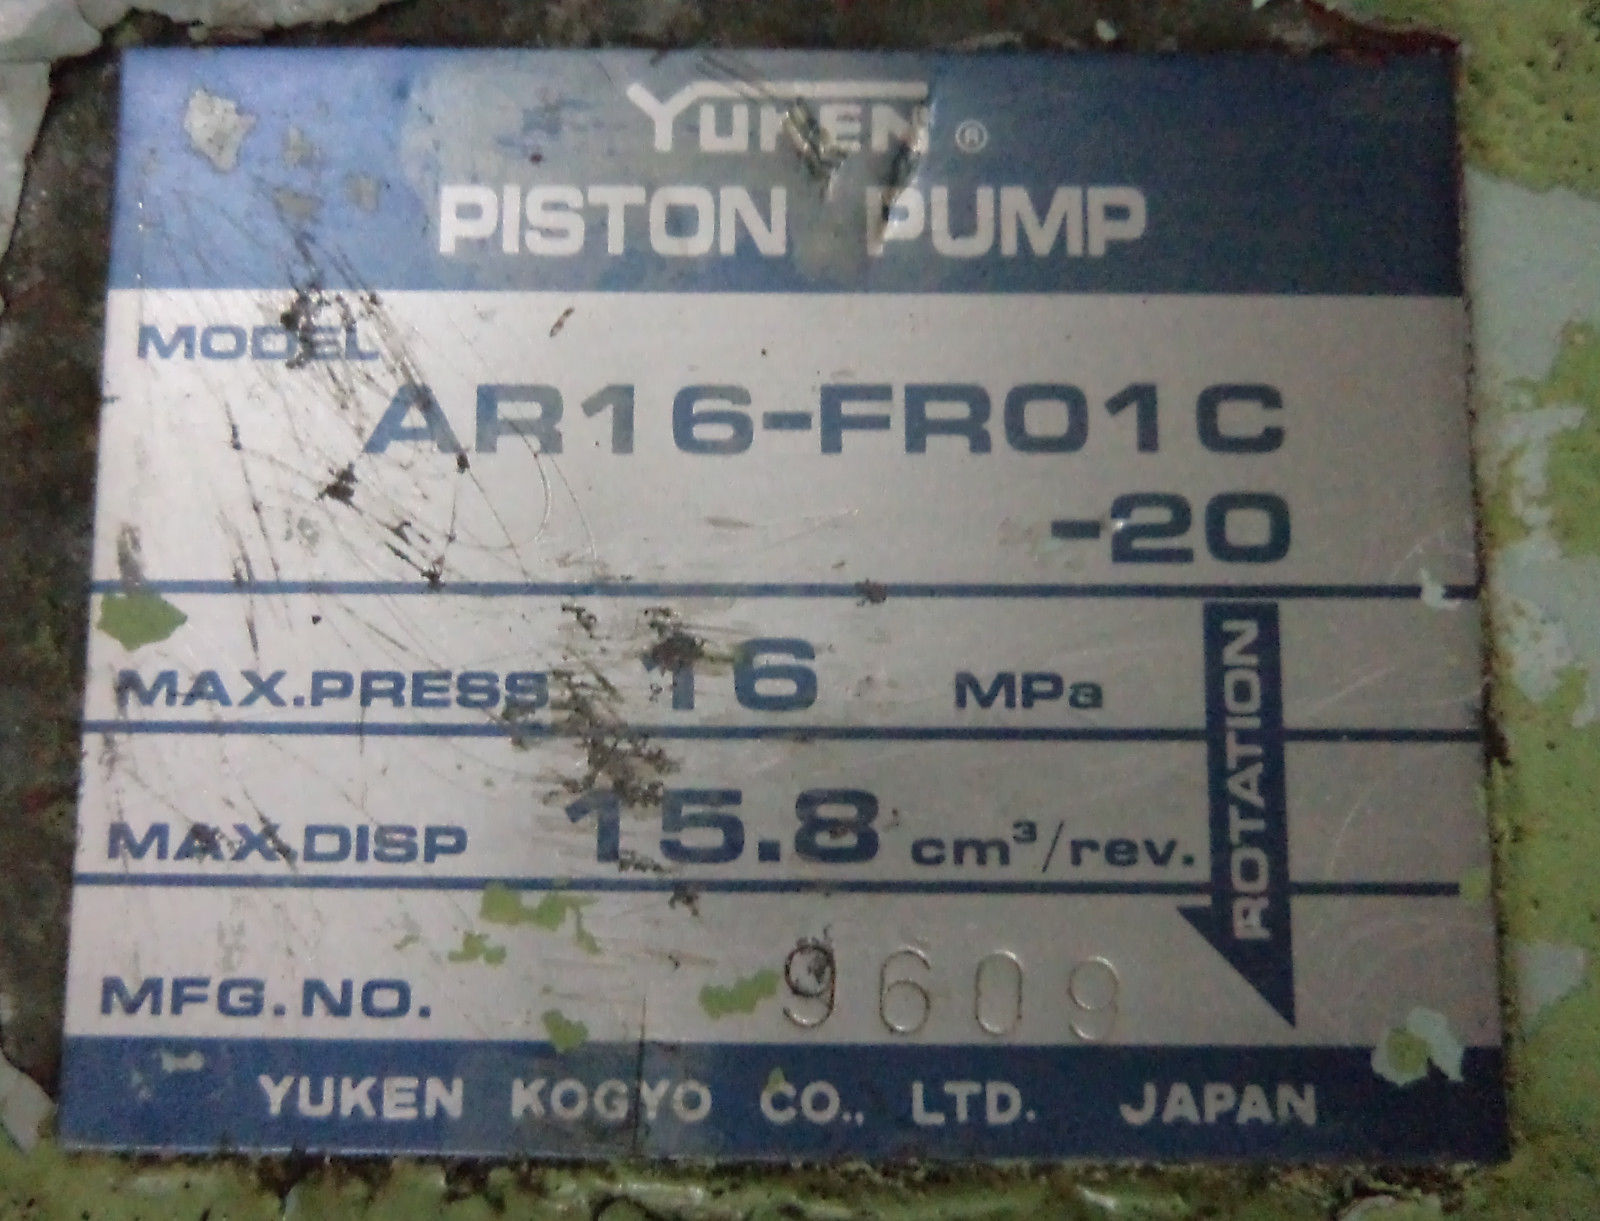 YUKEN ®
PISTON PUMP
MODEL
AR16-FR01C
-20
MAX.PRESS 16 MPa
MAX.DISP 15.8 cm³/rev.
ROTATION
MFG.NO. 9609
YUKEN KOGYO CO., LTD. JAPAN